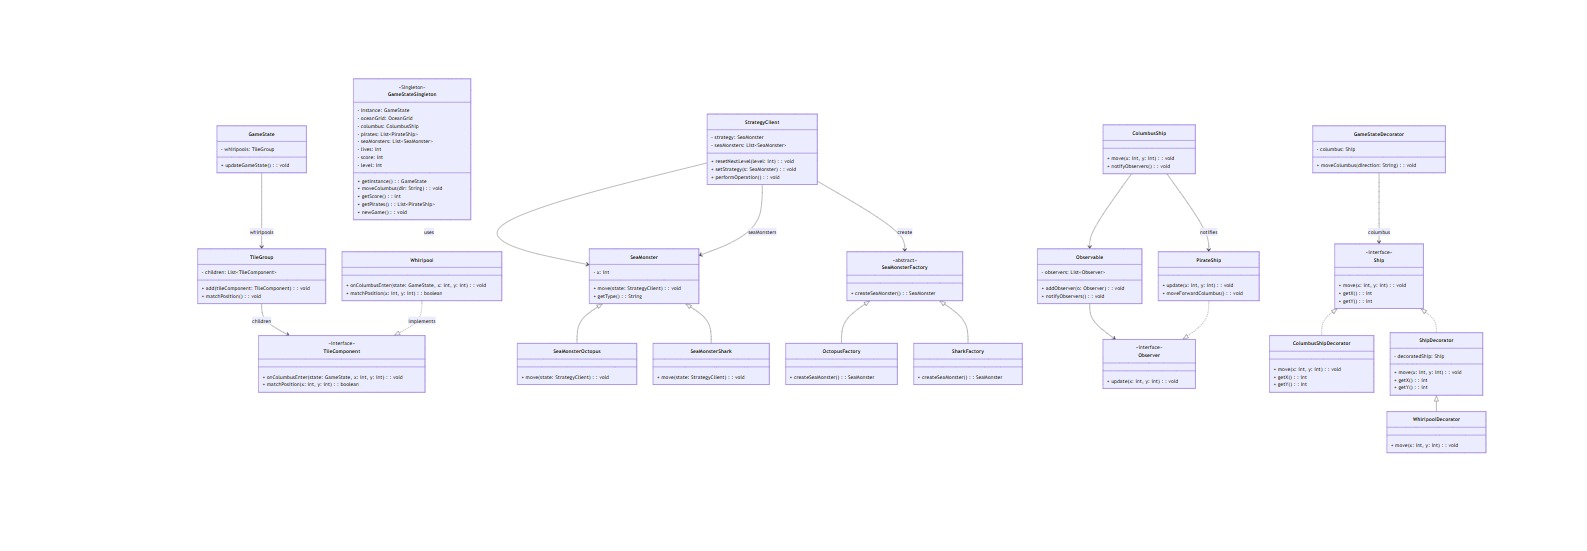 «Singleton»
GameStateSingleton
- instance: GameState
- oceanGrid: OceanGrid
- columbus: ColumbusShip
- pirates: List<PirateShip>
- seaMonsters: List<SeaMonster>
- lives: int
- score: int
- level: int
+ getInstance() : : GameState
+ moveColumbus(dir: String) : : void
+ getScore() : : int
+ getPirates() : : List<PirateShip>
+ newGame() : : void
uses
GameState
- whirlpools: TileGroup
+ updateGameState() : : void
whirlpools
TileGroup
- children: List<TileComponent>
+ add(tileComponent: TileComponent) : : void
+ matchPosition() : : void
children
Whirlpool
+ onColumbusEnter(state: GameState, x: int, y: int) : : void
+ matchPosition(x: int, y: int) : : boolean
implements
«interface»
TileComponent
+ onColumbusEnter(state: GameState, x: int, y: int) : : void
+ matchPosition(x: int, y: int) : : boolean
StrategyClient
- strategy: SeaMonster
- seaMonsters: List<SeaMonster>
+ resetNextLevel(level: int) : : void
+ setStrategy(s: SeaMonster) : : void
+ performOperation() : : void
seaMonsters
create
SeaMonster
- x: int
+ move(state: StrategyClient) : : void
+ getType() : : String
«abstract»
SeaMonsterFactory
+ createSeaMonster() : : SeaMonster
SeaMonsterOctopus
+ move(state: StrategyClient) : : void
SeaMonsterShark
+ move(state: StrategyClient) : : void
OctopusFactory
+ createSeaMonster() : : SeaMonster
SharkFactory
+ createSeaMonster() : : SeaMonster
ColumbusShip
+ move(x: int, y: int) : : void
+ notifyObservers() : : void
notifies
Observable
- observers: List<Observer>
+ addObserver(o: Observer) : : void
+ notifyObservers() : : void
PirateShip
+ update(x: int, y: int) : : void
+ moveForwardColumbus() : : void
«interface»
Observer
+ update(x: int, y: int) : : void
GameStateDecorator
- columbus: Ship
+ moveColumbus(direction: String) : : void
columbus
«interface»
Ship
+ move(x: int, y: int) : : void
+ getX() : : int
+ getY() : : int
ColumbusShipDecorator
+ move(x: int, y: int) : : void
+ getX() : : int
+ getY() : : int
ShipDecorator
- decoratedShip: Ship
+ move(x: int, y: int) : : void
+ getX() : : int
+ getY() : : int
WhirlpoolDecorator
+ move(x: int, y: int) : : void